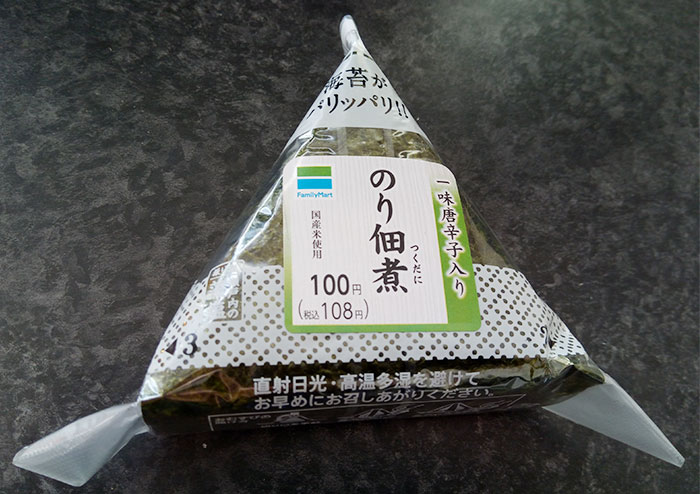 海苔が
パリッパリ!!
FamilyMart
一味唐辛子入り
のり佃煮
つくだに
国産米使用
100円
(税込108円)
◀3
直射日光・高温多湿を避けて
お早めにお召しあがりください。